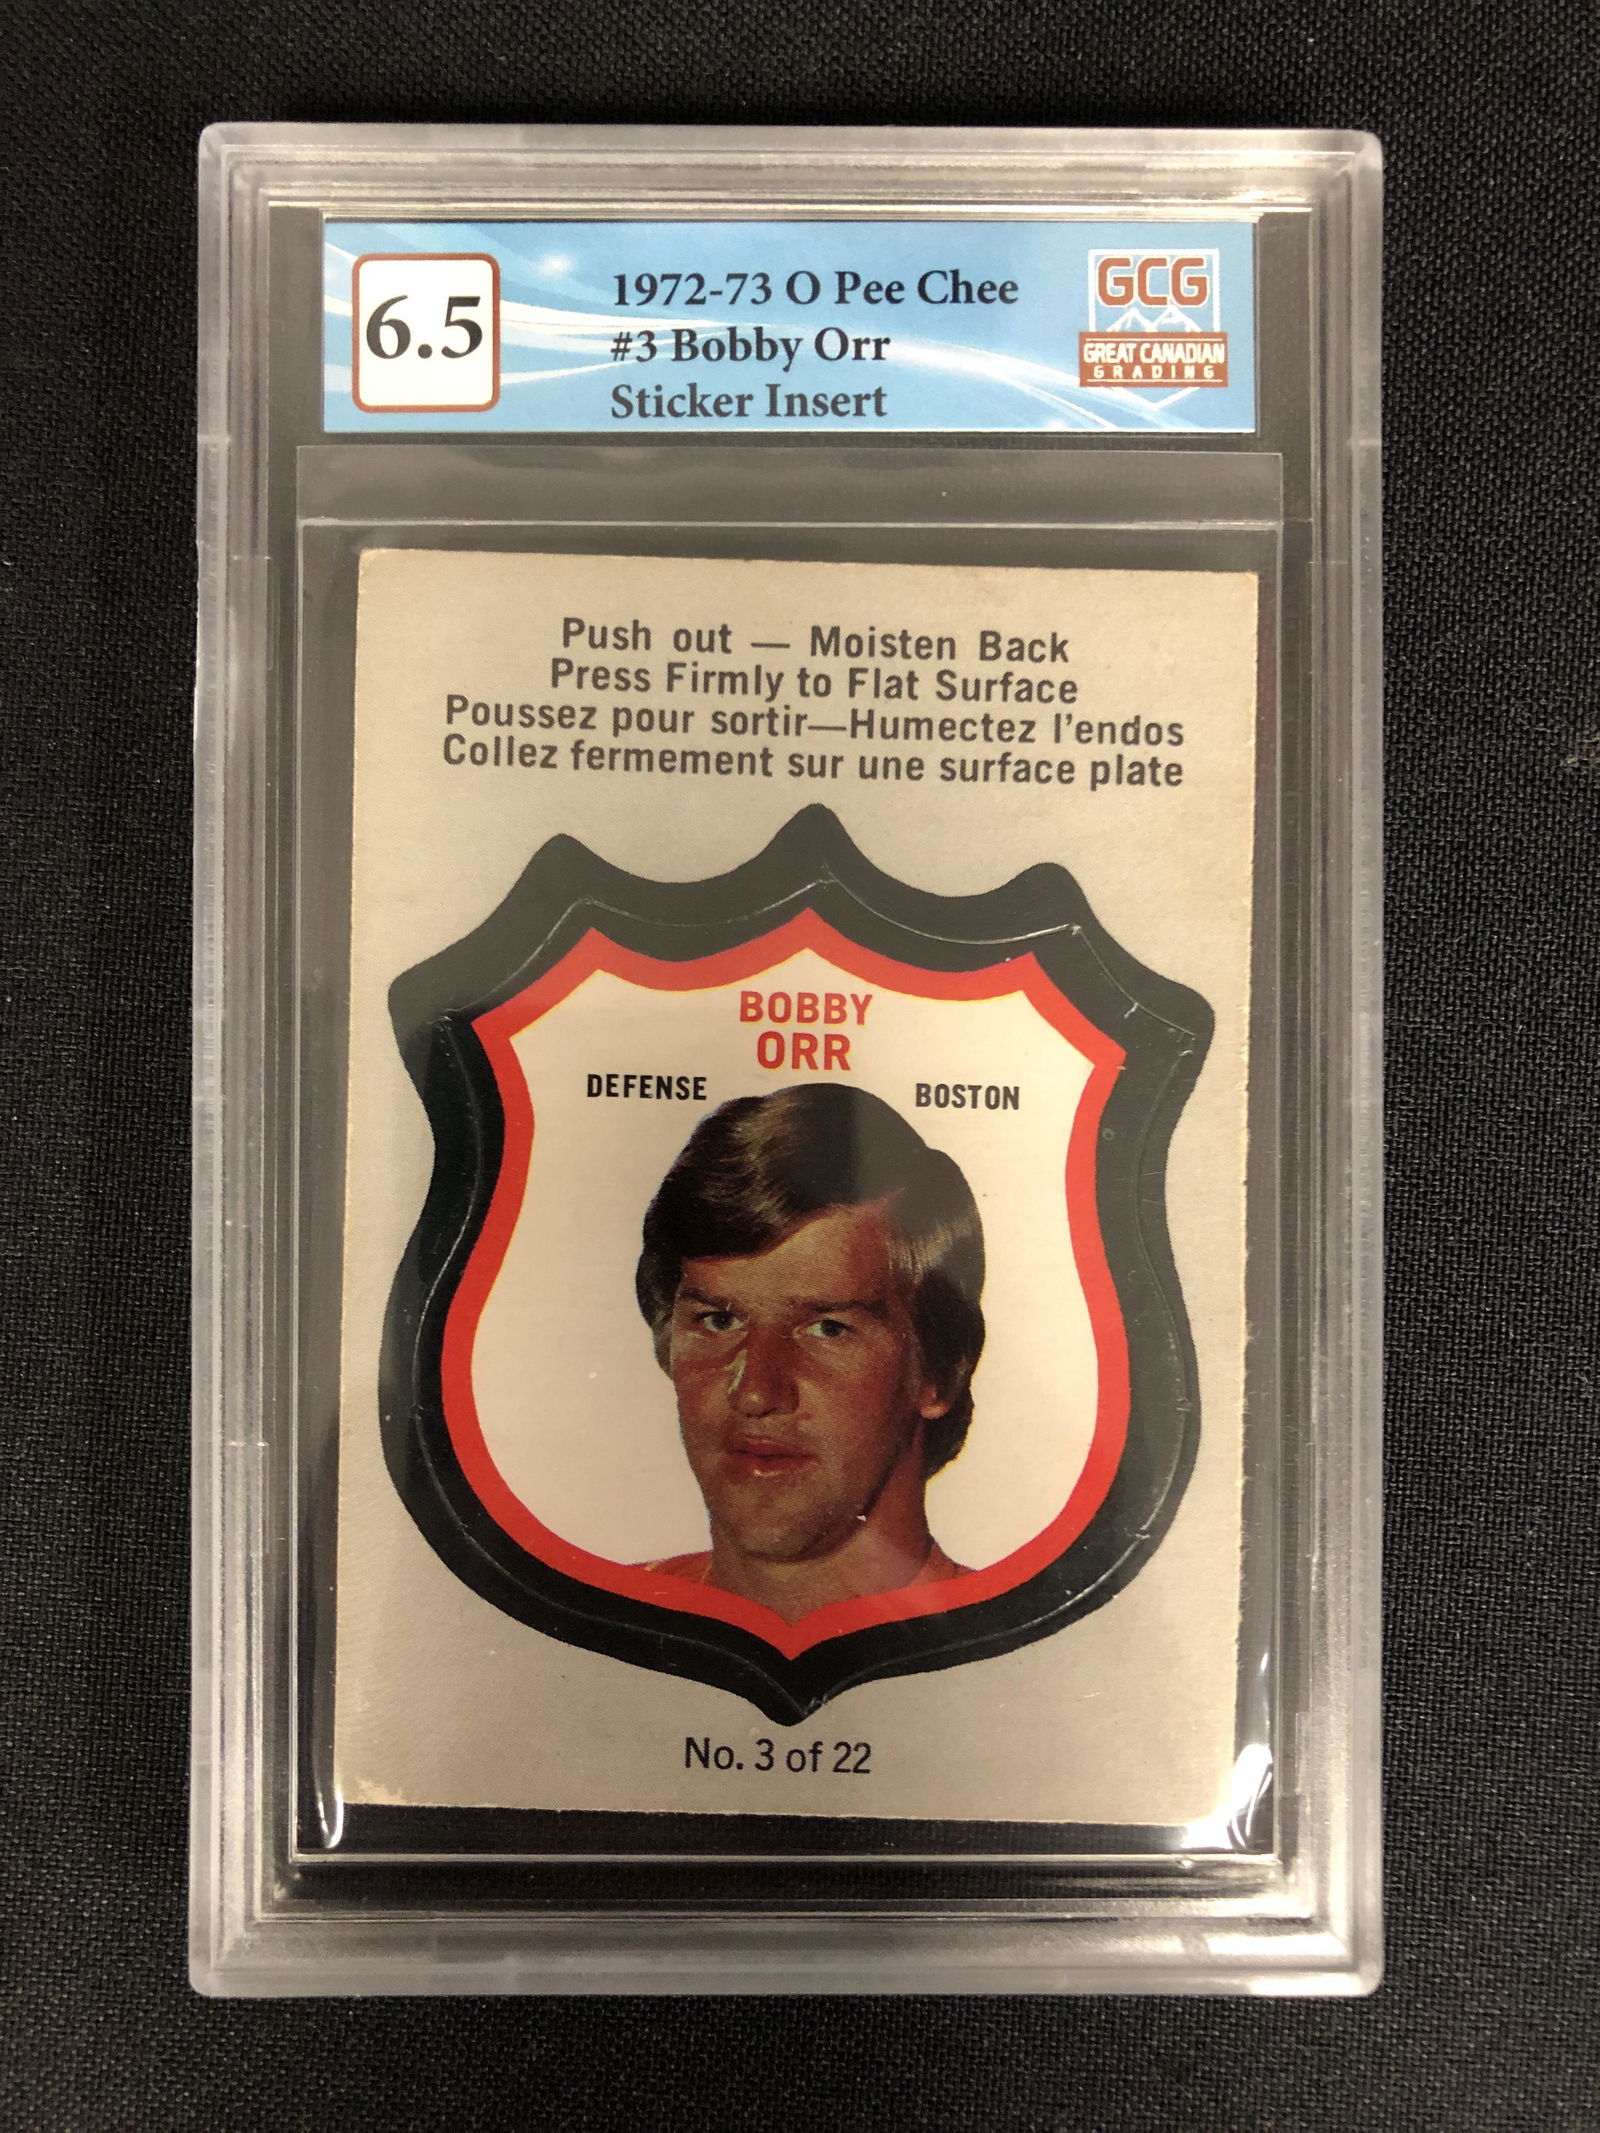 6.5
1972-73 O Pee Chee
#3 Bobby Orr
Sticker Insert
GCG
GREAT CANADIAN
GRADING
Push out — Moisten Back
Press Firmly to Flat Surface
Poussez pour sortir—Humectez l'endos
Collez fermement sur une surface plate
BOBBY
ORR
DEFENSE BOSTON
No. 3 of 22